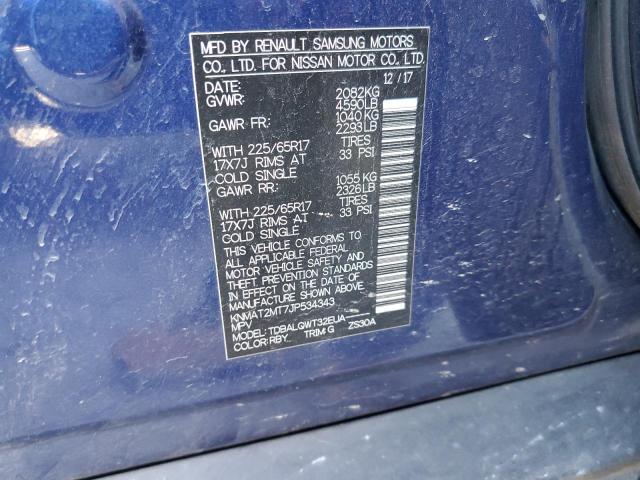 MFD BY RENAULT SAMSUNG MOTORS
CO., LTD. FOR NISSAN MOTOR CO., LTD.
DATE: 12/17
GVWR: 2082KG
4590LB
GAWR FR: 1040 KG
2293LB
WITH 225/65R17 TIRES
17X7J RIMS AT 33 PSI
COLD SINGLE
GAWR RR: 1055 KG
2326LB
WITH 225/65R17 TIRES
17X7J RIMS AT 33 PSI
COLD SINGLE
THIS VEHICLE CONFORMS TO
ALL APPLICABLE FEDERAL
MOTOR VEHICLE SAFETY AND
THEFT PREVENTION STANDARDS
IN EFFECT ON THE DATE OF
MANUFACTURE SHOWN ABOVE.
KNMAT2MT7JP534343
MPV
MODEL:TDBALGWT32EUA-
COLOR:RBY TRIM:G ZS30A